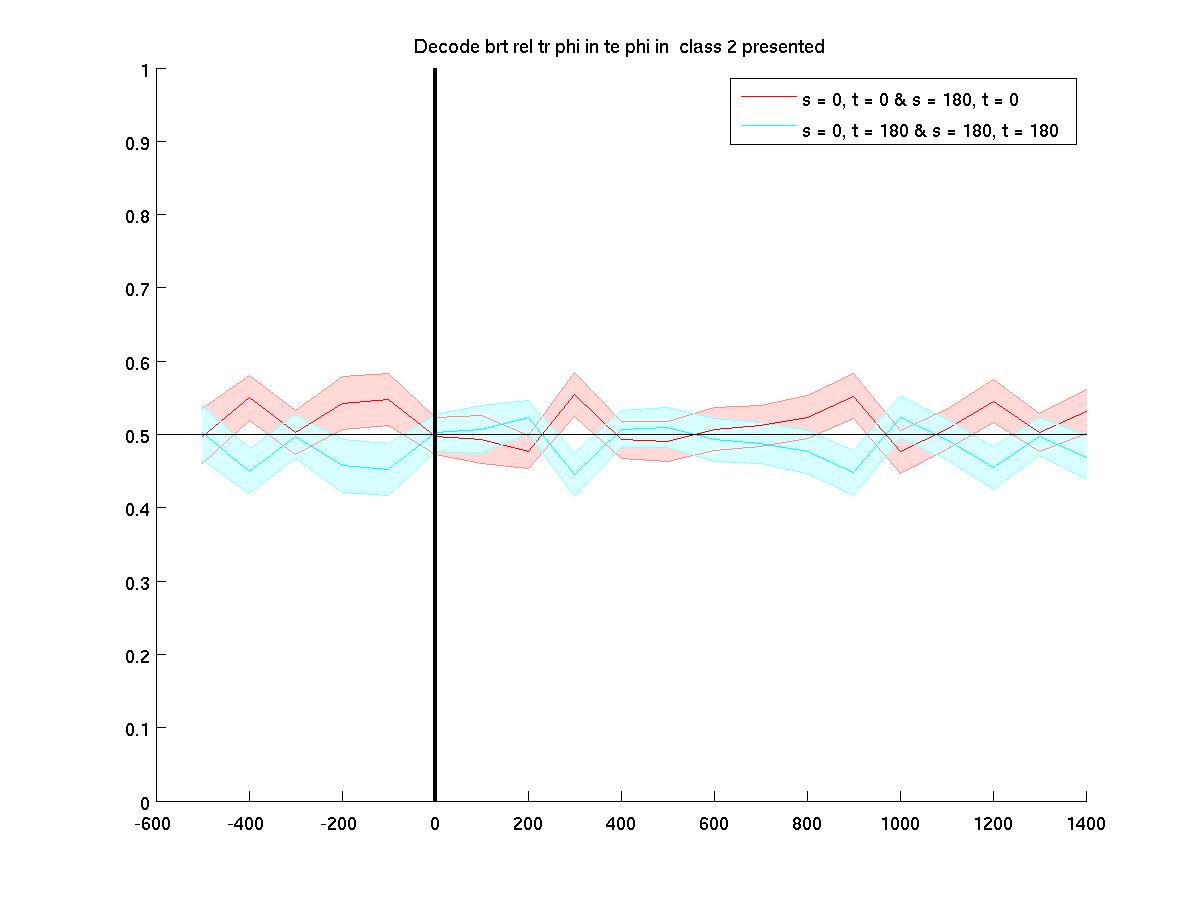 Decode brt rel tr phi in te phi in  class 2 presented
s = 0, t = 0 & s = 180, t = 0
s = 0, t = 180 & s = 180, t = 180
1
0.9
0.8
0.7
0.6
0.5
0.4
0.3
0.2
0.1
0
-600 -400 -200 0 200 400 600 800 1000 1200 1400